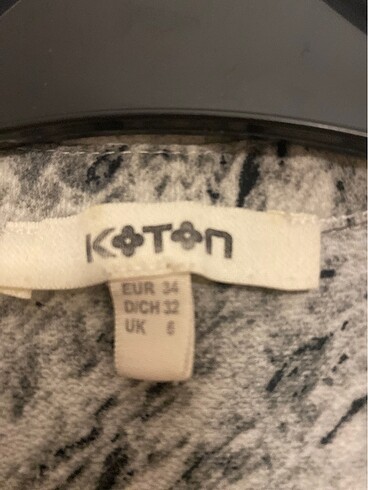 KOTON
EUR 34
D/CH 32
UK 6